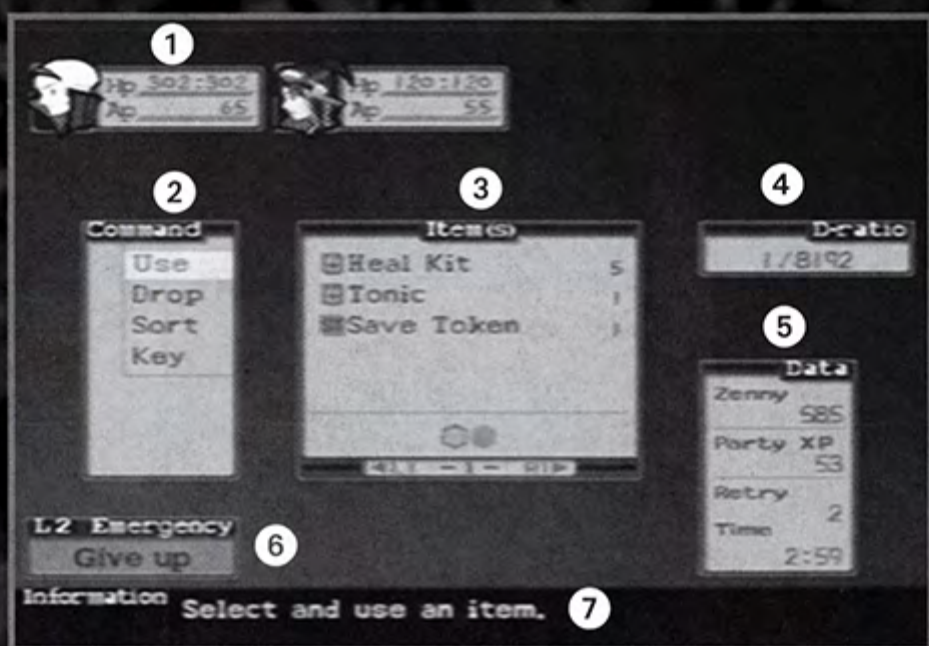 1
Hp 302:302
Ap 65
Hp 120:120
Ap 55
2
Command
Use
Drop
Sort
Key
3
Item(s)
Heal Kit 5
Tonic 1
Save Token
4
D-ratio
1/8192
5
Data
Zenny
585
Party XP
53
Retry
2
Time
2:59
L2 Emergency
Give up
6
Information
Select and use an item.
7